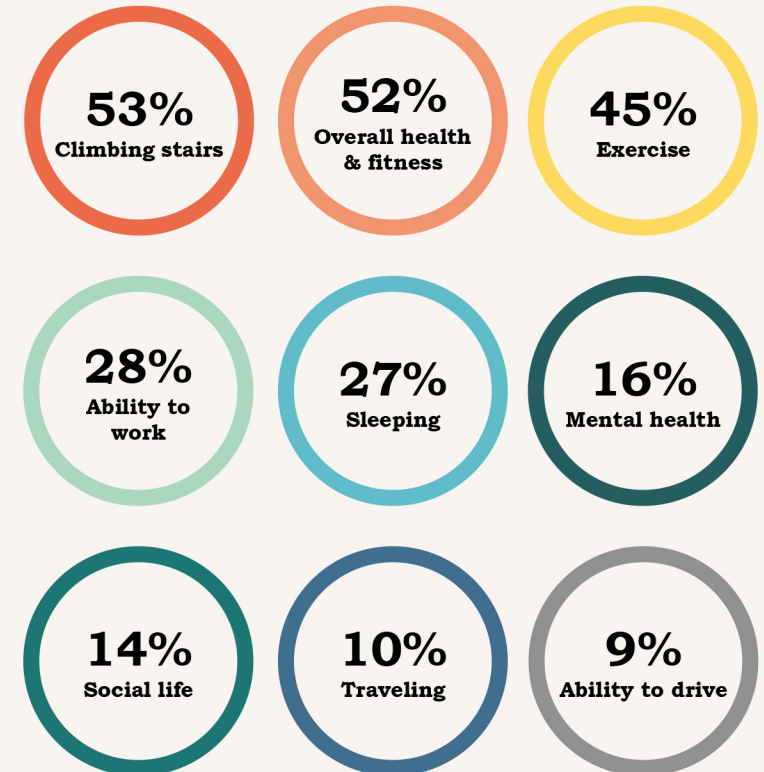 53%
Climbing stairs
52%
Overall health
& fitness
45%
Exercise
28%
Ability to
work
27%
Sleeping
16%
Mental health
14%
Social life
10%
Traveling
9%
Ability to drive